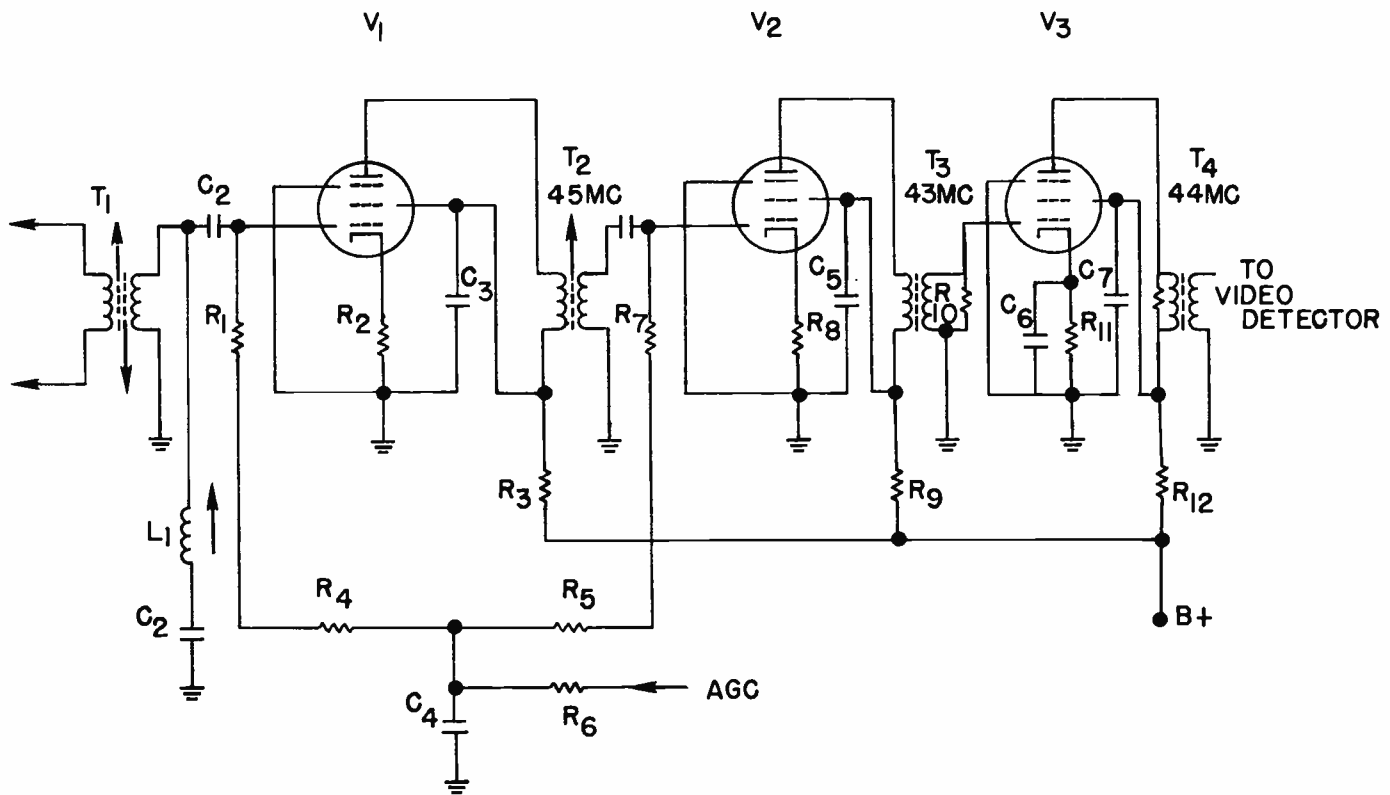 V1
V2
V3
T1
C2
T2
45MC
T3
43MC
T4
44MC
R1
R2
C3
R7
C5
R8
R10
C6
C7
R11
TO
VIDEO
DETECTOR
L1
R3
R9
R12
C2
R4
R5
B+
C4
R6
AGC